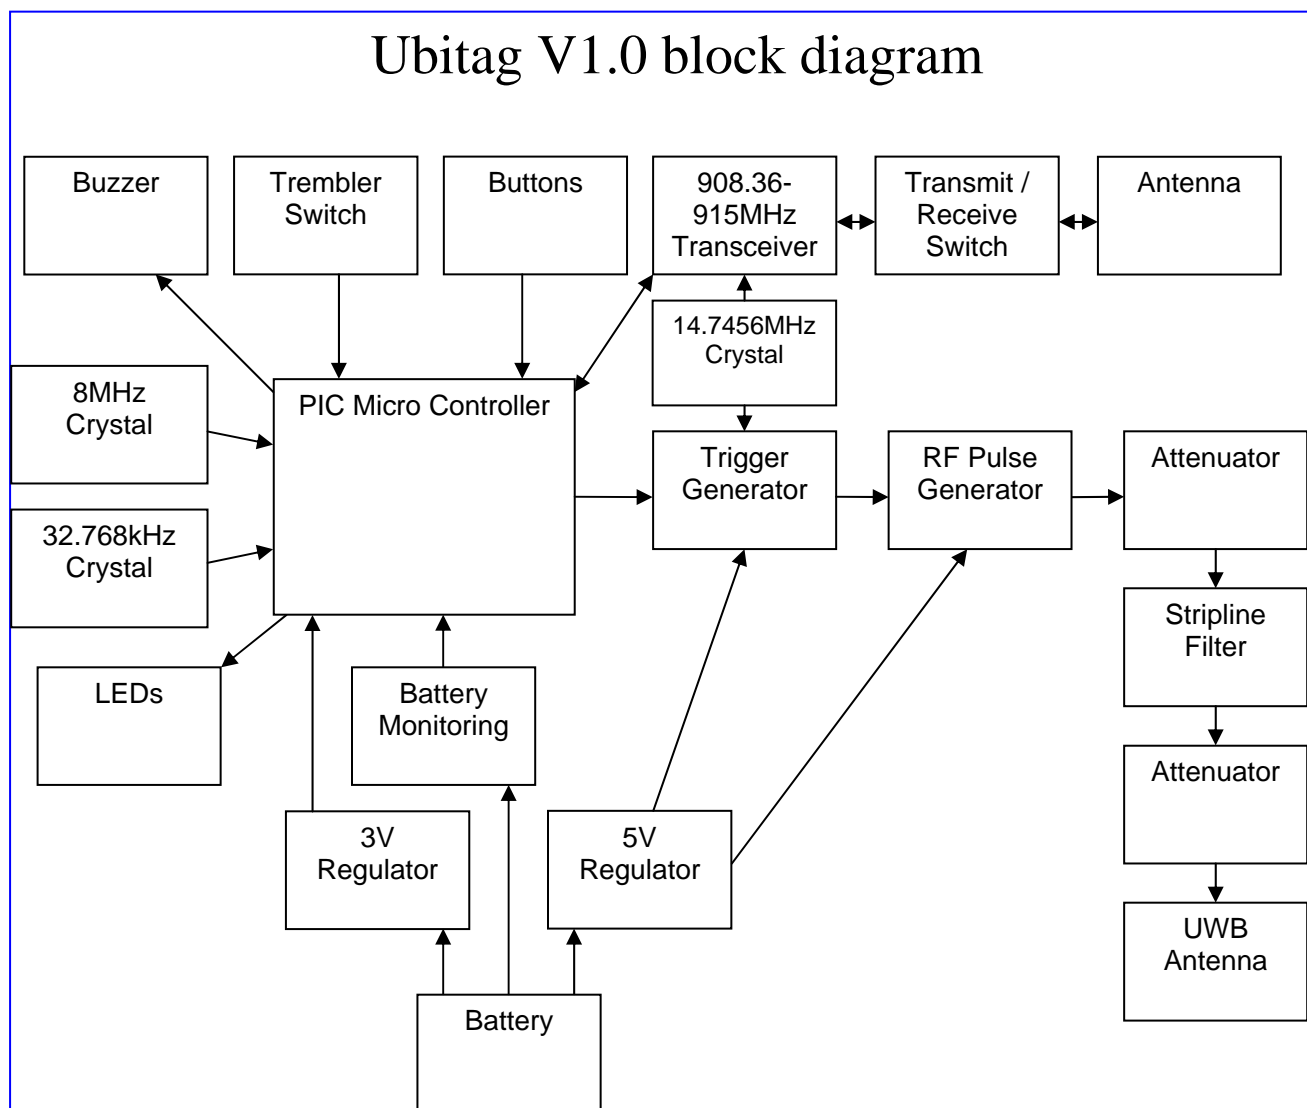 Ubitag V1.0 block diagram
Buzzer
Trembler
Switch
Buttons
908.36-
915MHz
Transceiver
Transmit /
Receive
Switch
Antenna
14.7456MHz
Crystal
8MHz
Crystal
PIC Micro Controller
Trigger
Generator
RF Pulse
Generator
Attenuator
32.768kHz
Crystal
Stripline
Filter
LEDs
Battery
Monitoring
Attenuator
3V
Regulator
5V
Regulator
UWB
Antenna
Battery